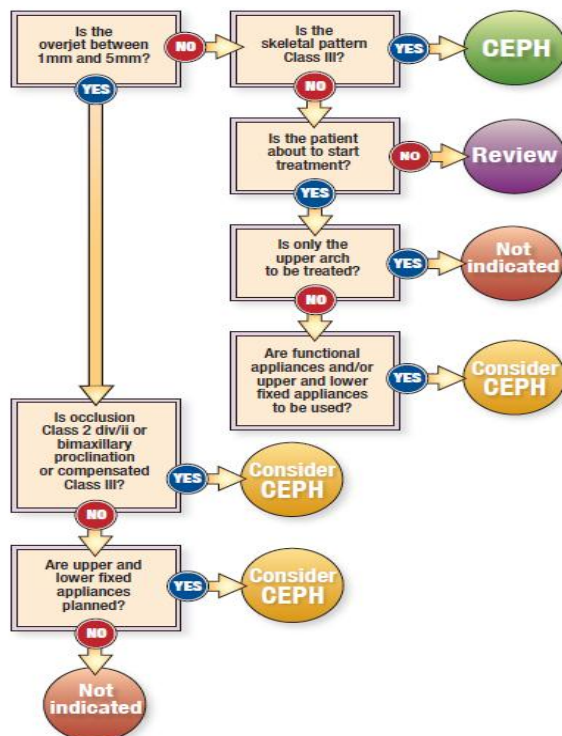 Is the
overjet between
1mm and 5mm?
NO
Is the
skeletal pattern
Class III?
YES
CEPH
YES
NO
Is the patient
about to start
treatment?
NO
Review
YES
Is only the
upper arch
to be treated?
YES
Not
indicated
NO
Are functional
appliances and/or
upper and lower
fixed appliances
to be used?
YES
Consider
CEPH
Is occlusion
Class 2 div/ii or
bimaxillary
proclination
or compensated
Class III?
YES
Consider
CEPH
NO
Are upper and
lower fixed
appliances
planned?
YES
Consider
CEPH
NO
Not
indicated